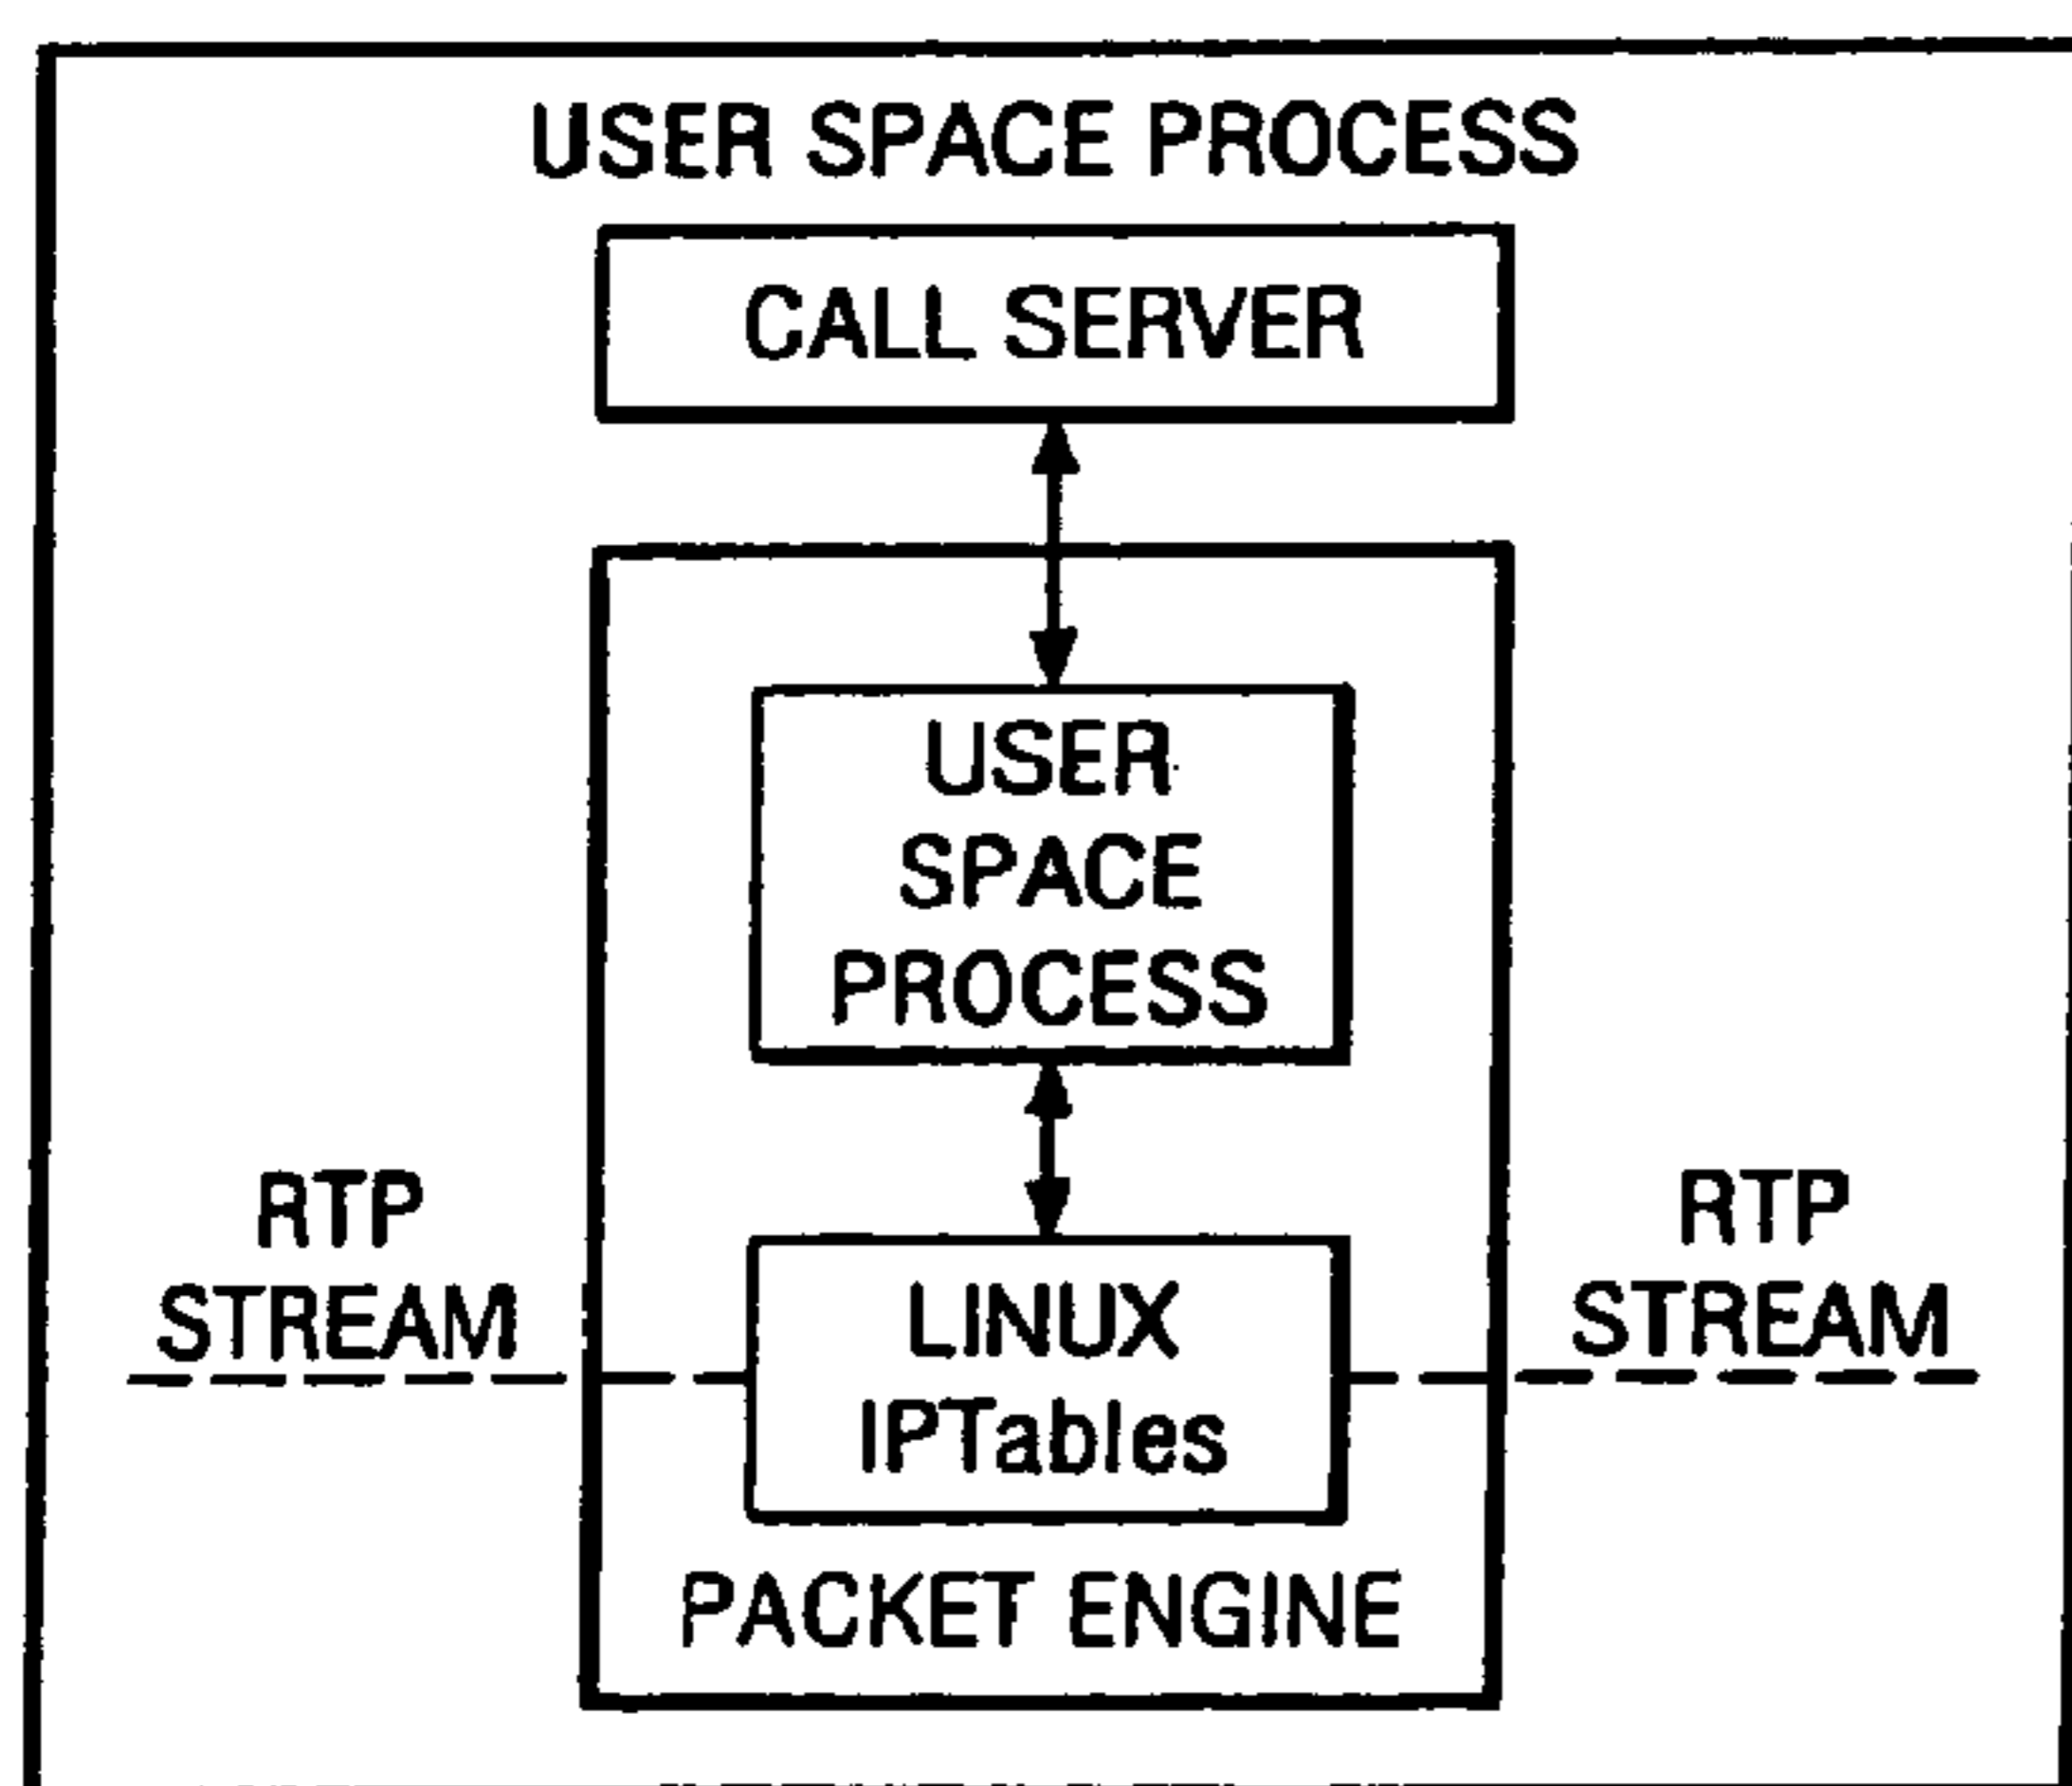 USER SPACE PROCESS
CALL SERVER
USER
SPACE
PROCESS
RTP
STREAM
LINUX
IPTables
RTP
STREAM
PACKET ENGINE